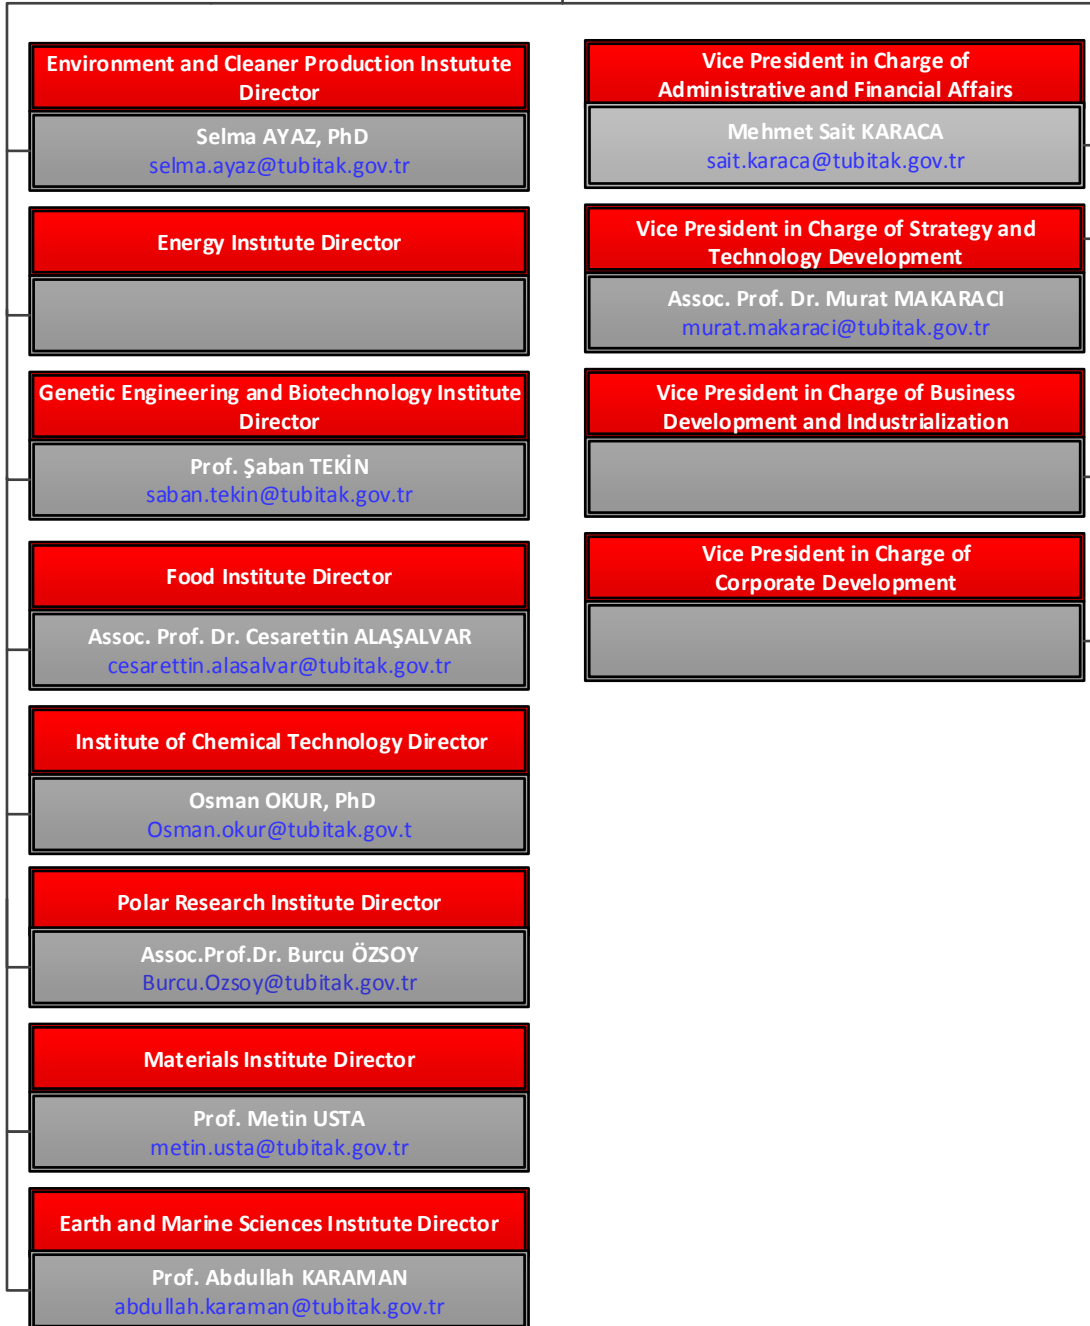 Environment and Cleaner Production Instutute
Director
Selma AYAZ, PhD
selma.ayaz@tubitak.gov.tr
Energy Instıtute Director
Genetic Engineering and Biotechnology Institute
Director
Prof. Şaban TEKİN
saban.tekin@tubitak.gov.tr
Food Institute Director
Assoc. Prof. Dr. Cesarettin ALAŞALVAR
cesarettin.alasalvar@tubitak.gov.tr
Institute of Chemical Technology Director
Osman OKUR, PhD
Osman.okur@tubitak.gov.t
Polar Research Institute Director
Assoc.Prof.Dr. Burcu ÖZSOY
Burcu.Ozsoy@tubitak.gov.tr
Materials Institute Director
Prof. Metin USTA
metin.usta@tubitak.gov.tr
Earth and Marine Sciences Instıtute Director
Prof. Abdullah KARAMAN
abdullah.karaman@tubitak.gov.tr
Vice President in Charge of
Administrative and Financial Affairs
Mehmet Sait KARACA
sait.karaca@tubitak.gov.tr
Vice President in Charge of Strategy and
Technology Development
Assoc. Prof. Dr. Murat MAKARACI
murat.makaraci@tubitak.gov.tr
Vice President in Charge of Business
Development and Industrialization
Vice President in Charge of
Corporate Development